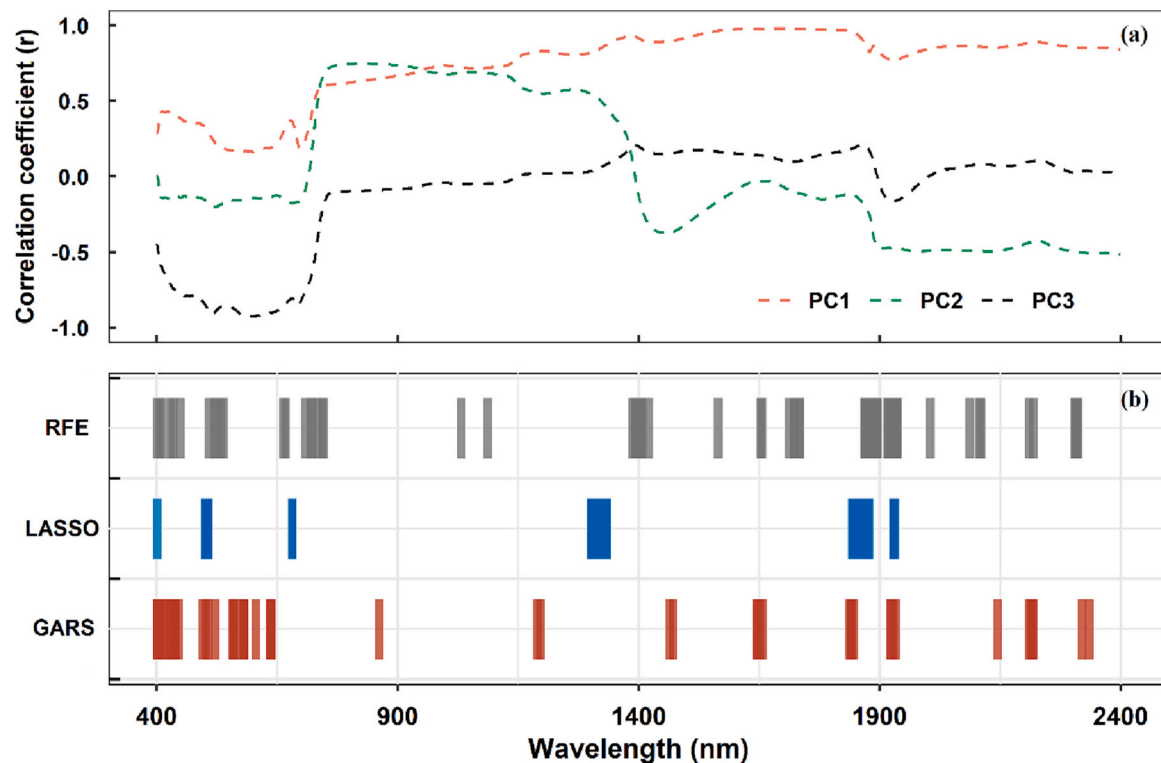 (a)
Correlation coefficient (r)
1.0
0.5
0.0
-0.5
-1.0
PC1 PC2 PC3
(b)
RFE
LASSO
GARS
400 900 1400 1900 2400
Wavelength (nm)